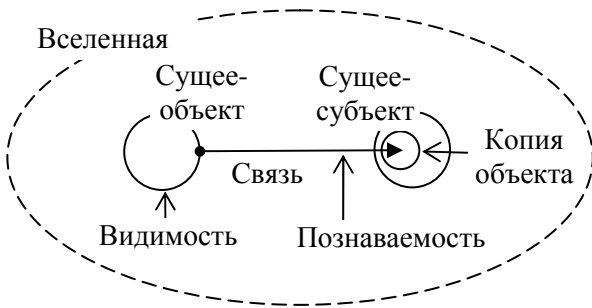 Вселенная
Сущее-
объект
Сущее-
субъект
Копия
объекта
Связь
Видимость
Познаваемость